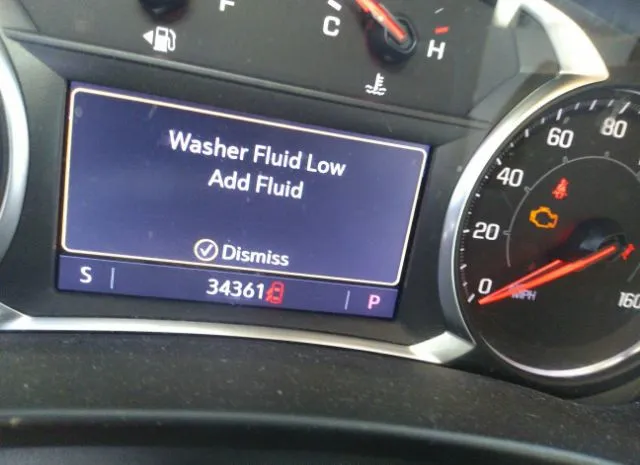 F
C
H
Washer Fluid Low
Add Fluid
Dismiss
S
34361
P
0
20
40
60
80
160
MPH